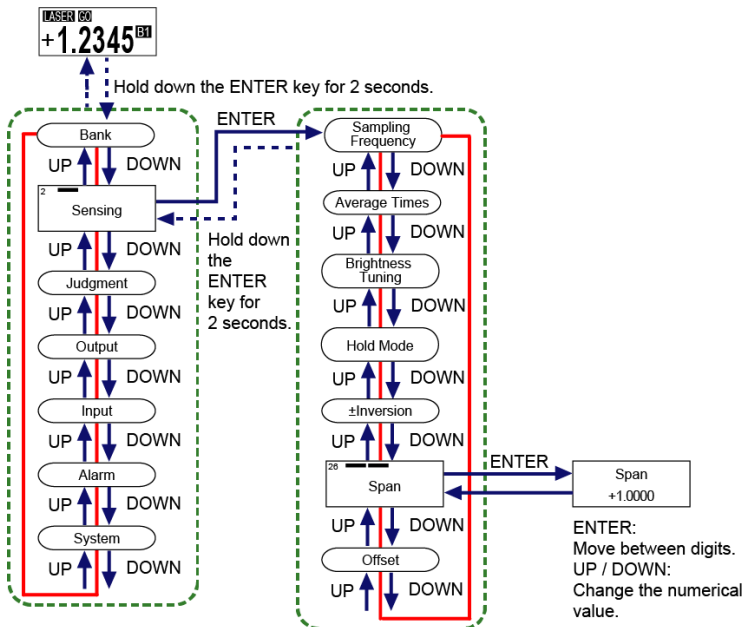 LASER GO
+1.2345 B1
Hold down the ENTER key for 2 seconds.
Bank
UP DOWN
2
Sensing
UP DOWN
Judgment
UP DOWN
Output
UP DOWN
Input
UP DOWN
Alarm
UP DOWN
System
UP DOWN
ENTER
Hold down
the
ENTER
key for
2 seconds.
Sampling
Frequency
UP DOWN
Average Times
UP DOWN
Brightness
Tuning
UP DOWN
Hold Mode
UP DOWN
±Inversion
UP DOWN
26
Span
UP DOWN
Offset
UP DOWN
ENTER
Span
+1.0000
ENTER:
Move between digits.
UP / DOWN:
Change the numerical
value.